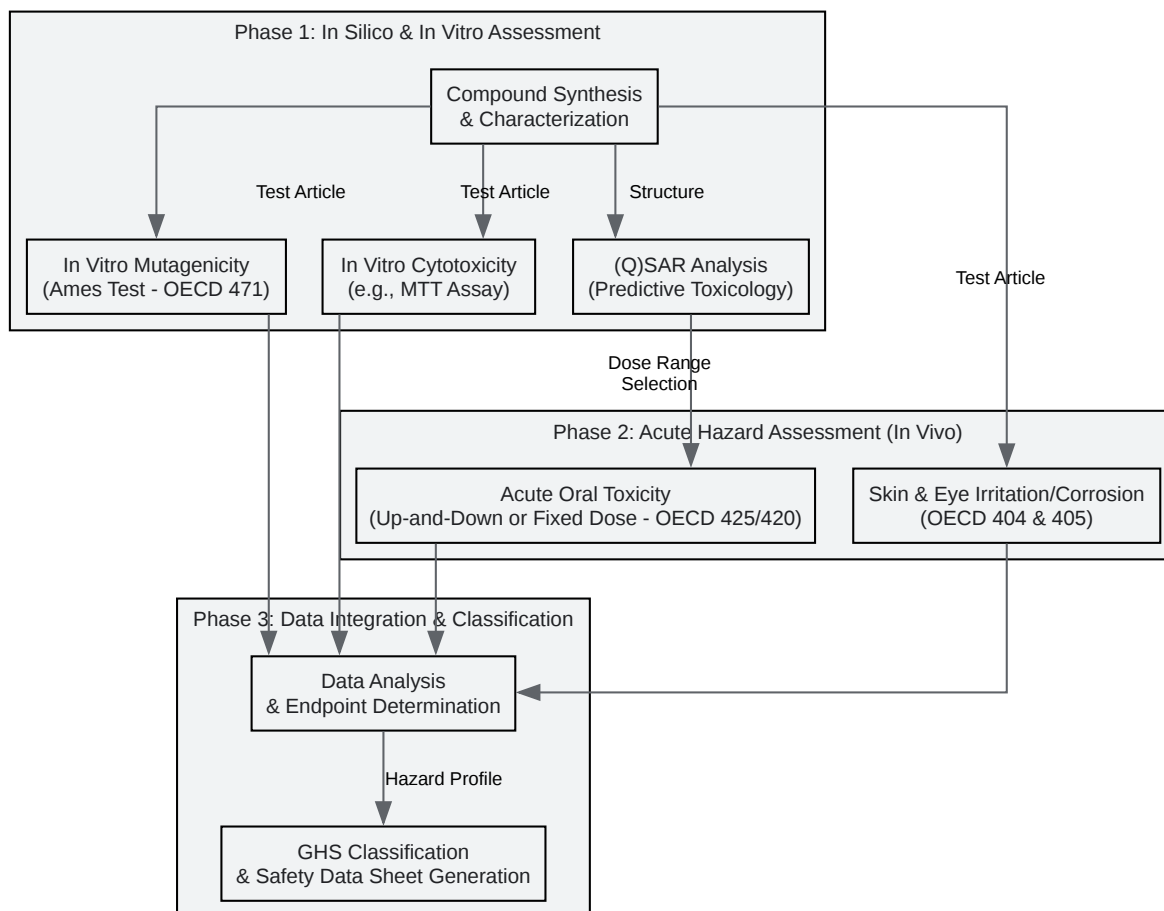 Phase 1: In Silico & In Vitro Assessment
Compound Synthesis
& Characterization
Test Article
Test Article
Structure
In Vitro Mutagenicity
(Ames Test - OECD 471)
In Vitro Cytotoxicity
(e.g., MTT Assay)
(Q)SAR Analysis
(Predictive Toxicology)
Test Article
Dose Range
Selection
Phase 2: Acute Hazard Assessment (In Vivo)
Acute Oral Toxicity
(Up-and-Down or Fixed Dose - OECD 425/420)
Skin & Eye Irritation/Corrosion
(OECD 404 & 405)
Phase 3: Data Integration & Classification
Data Analysis
& Endpoint Determination
Hazard Profile
GHS Classification
& Safety Data Sheet Generation